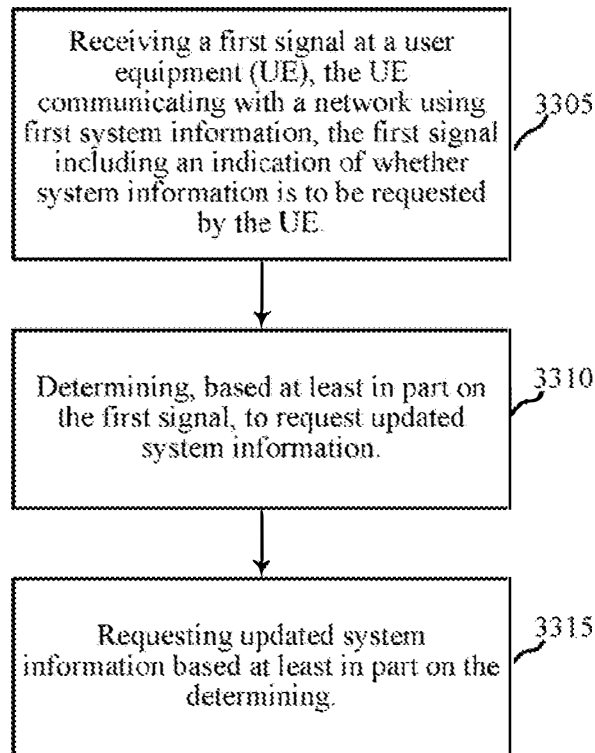 Receiving a first signal at a user
equipment (UE), the UE
communicating with a network using
first system information, the first signal
including an indication of whether
system information is to be requested
by the UE.
3305
Determining, based at least in part on
the first signal, to request updated
system information.
3310
Requesting updated system
information based at least in part on the
determining.
3315